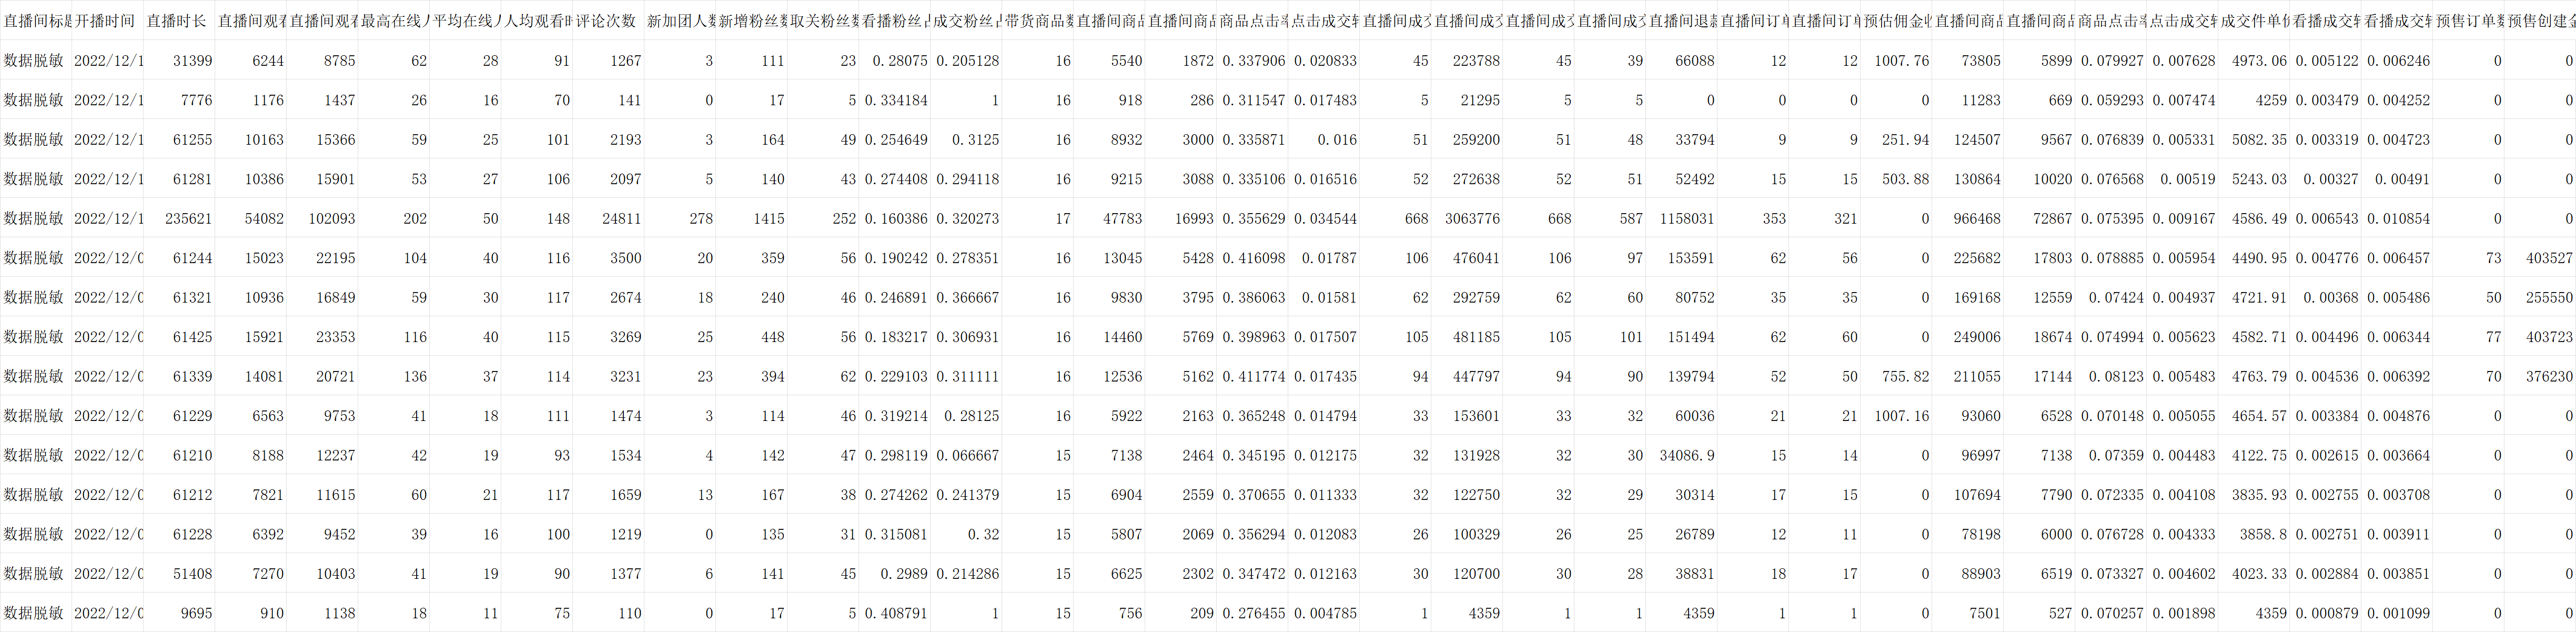 直播间标题 开播时间 直播时长 直播间观看 直播间观看 最高在线人 平均在线人 人均观看时 评论次数 新加团人数 新增粉丝数 取关粉丝数 看播粉丝占 成交粉丝占 带货商品数 直播间商品 直播间商品 商品点击率 点击成交转 直播间成交 直播间成交 直播间成交 直播间成交 直播间退款 直播间订单 直播间订单 预估佣金收 直播间商品 直播间商品 商品点击率 点击成交转 成交件单价 看播成交转 看播成交转 预售订单数 预售创建金
数据脱敏 2022/12/1 31399 6244 8785 62 28 91 1267 3 111 23 0.28075 0.205128 16 5540 1872 0.337906 0.020833 45 223788 45 39 66088 12 12 1007.76 73805 5899 0.079927 0.007628 4973.06 0.005122 0.006246 0 0
数据脱敏 2022/12/1 7776 1176 1437 26 16 70 141 0 17 5 0.334184 1 16 918 286 0.311547 0.017483 5 21295 5 5 0 0 0 0 11283 669 0.059293 0.007474 4259 0.003479 0.004252 0 0
数据脱敏 2022/12/1 61255 10163 15366 59 25 101 2193 3 164 49 0.254649 0.3125 16 8932 3000 0.335871 0.016 51 259200 51 48 33794 9 9 251.94 124507 9567 0.076839 0.005331 5082.35 0.003319 0.004723 0 0
数据脱敏 2022/12/1 61281 10386 15901 53 27 106 2097 5 140 43 0.274408 0.294118 16 9215 3088 0.335106 0.016516 52 272638 52 51 52492 15 15 503.88 130864 10020 0.076568 0.00519 5243.03 0.00327 0.00491 0 0
数据脱敏 2022/12/1 235621 54082 102093 202 50 148 24811 278 1415 252 0.160386 0.320273 17 47783 16993 0.355629 0.034544 668 3063776 668 587 1158031 353 321 0 966468 72867 0.075395 0.009167 4586.49 0.006543 0.010854 0 0
数据脱敏 2022/12/0 61244 15023 22195 104 40 116 3500 20 359 56 0.190242 0.278351 16 13045 5428 0.416098 0.01787 106 476041 106 97 153591 62 56 0 225682 17803 0.078885 0.005954 4490.95 0.004776 0.006457 73 403527
数据脱敏 2022/12/0 61321 10936 16849 59 30 117 2674 18 240 46 0.246891 0.366667 16 9830 3795 0.386063 0.01581 62 292759 62 60 80752 35 35 0 169168 12559 0.07424 0.004937 4721.91 0.00368 0.005486 50 255550
数据脱敏 2022/12/0 61425 15921 23353 116 40 115 3269 25 448 56 0.183217 0.306931 16 14460 5769 0.398963 0.017507 105 481185 105 101 151494 62 60 0 249006 18674 0.074994 0.005623 4582.71 0.004496 0.006344 77 403723
数据脱敏 2022/12/0 61339 14081 20721 136 37 114 3231 23 394 62 0.229103 0.311111 16 12536 5162 0.411774 0.017435 94 447797 94 90 139794 52 50 755.82 211055 17144 0.08123 0.005483 4763.79 0.004536 0.006392 70 376230
数据脱敏 2022/12/0 61229 6563 9753 41 18 111 1474 3 114 46 0.319214 0.28125 16 5922 2163 0.365248 0.014794 33 153601 33 32 60036 21 21 1007.16 93060 6528 0.070148 0.005055 4654.57 0.003384 0.004876 0 0
数据脱敏 2022/12/0 61210 8188 12237 42 19 93 1534 4 142 47 0.298119 0.066667 15 7138 2464 0.345195 0.012175 32 131928 32 30 34086.9 15 14 0 96997 7138 0.07359 0.004483 4122.75 0.002615 0.003664 0 0
数据脱敏 2022/12/0 61212 7821 11615 60 21 117 1659 13 167 38 0.274262 0.241379 15 6904 2559 0.370655 0.011333 32 122750 32 29 30314 17 15 0 107694 7790 0.072335 0.004108 3835.93 0.002755 0.003708 0 0
数据脱敏 2022/12/0 61228 6392 9452 39 16 100 1219 0 135 31 0.315081 0.32 15 5807 2069 0.356294 0.012083 26 100329 26 25 26789 12 11 0 78198 6000 0.076728 0.004333 3858.8 0.002751 0.003911 0 0
数据脱敏 2022/12/0 51408 7270 10403 41 19 90 1377 6 141 45 0.2989 0.214286 15 6625 2302 0.347472 0.012163 30 120700 30 28 38831 18 17 0 88903 6519 0.073327 0.004602 4023.33 0.002884 0.003851 0 0
数据脱敏 2022/12/0 9695 910 1138 18 11 75 110 0 17 5 0.408791 1 15 756 209 0.276455 0.004785 1 4359 1 1 4359 1 1 0 7501 527 0.070257 0.001898 4359 0.000879 0.001099 0 0